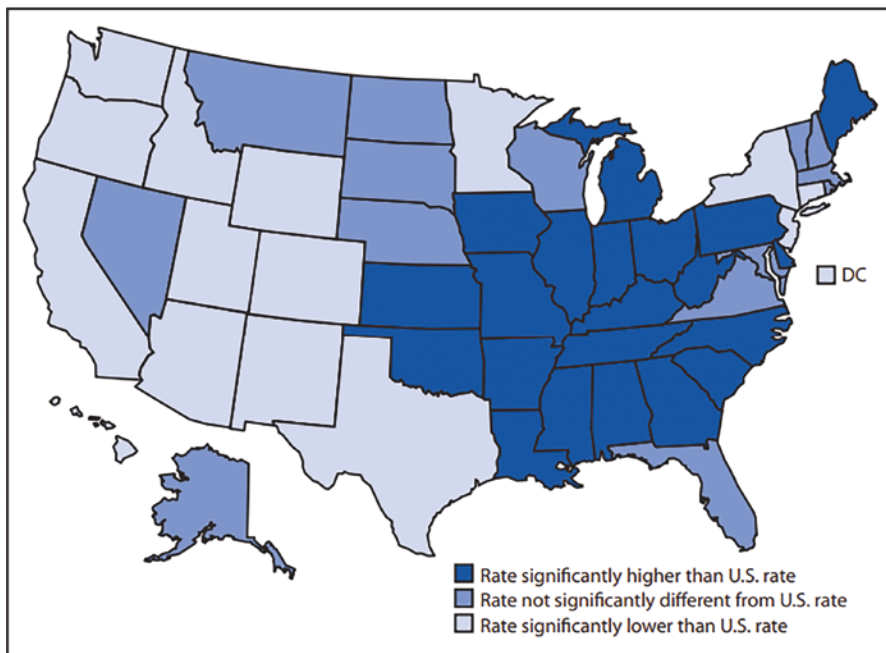 DC
Rate significantly higher than U.S. rate
Rate not significantly different from U.S. rate
Rate significantly lower than U.S. rate